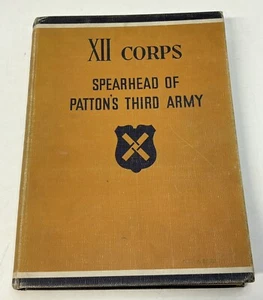 XII CORPS
SPEARHEAD OF
PATTON'S THIRD ARMY